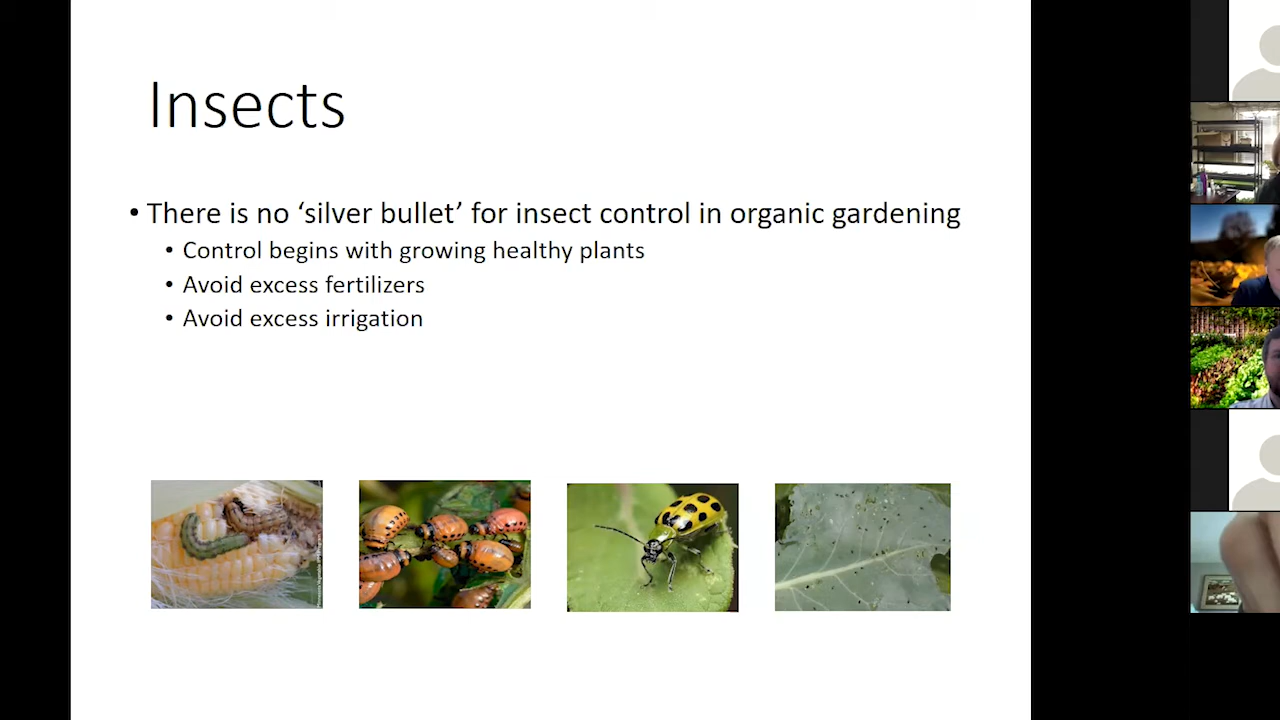 Insects
• There is no ‘silver bullet’ for insect control in organic gardening
• Control begins with growing healthy plants
• Avoid excess fertilizers
• Avoid excess irrigation